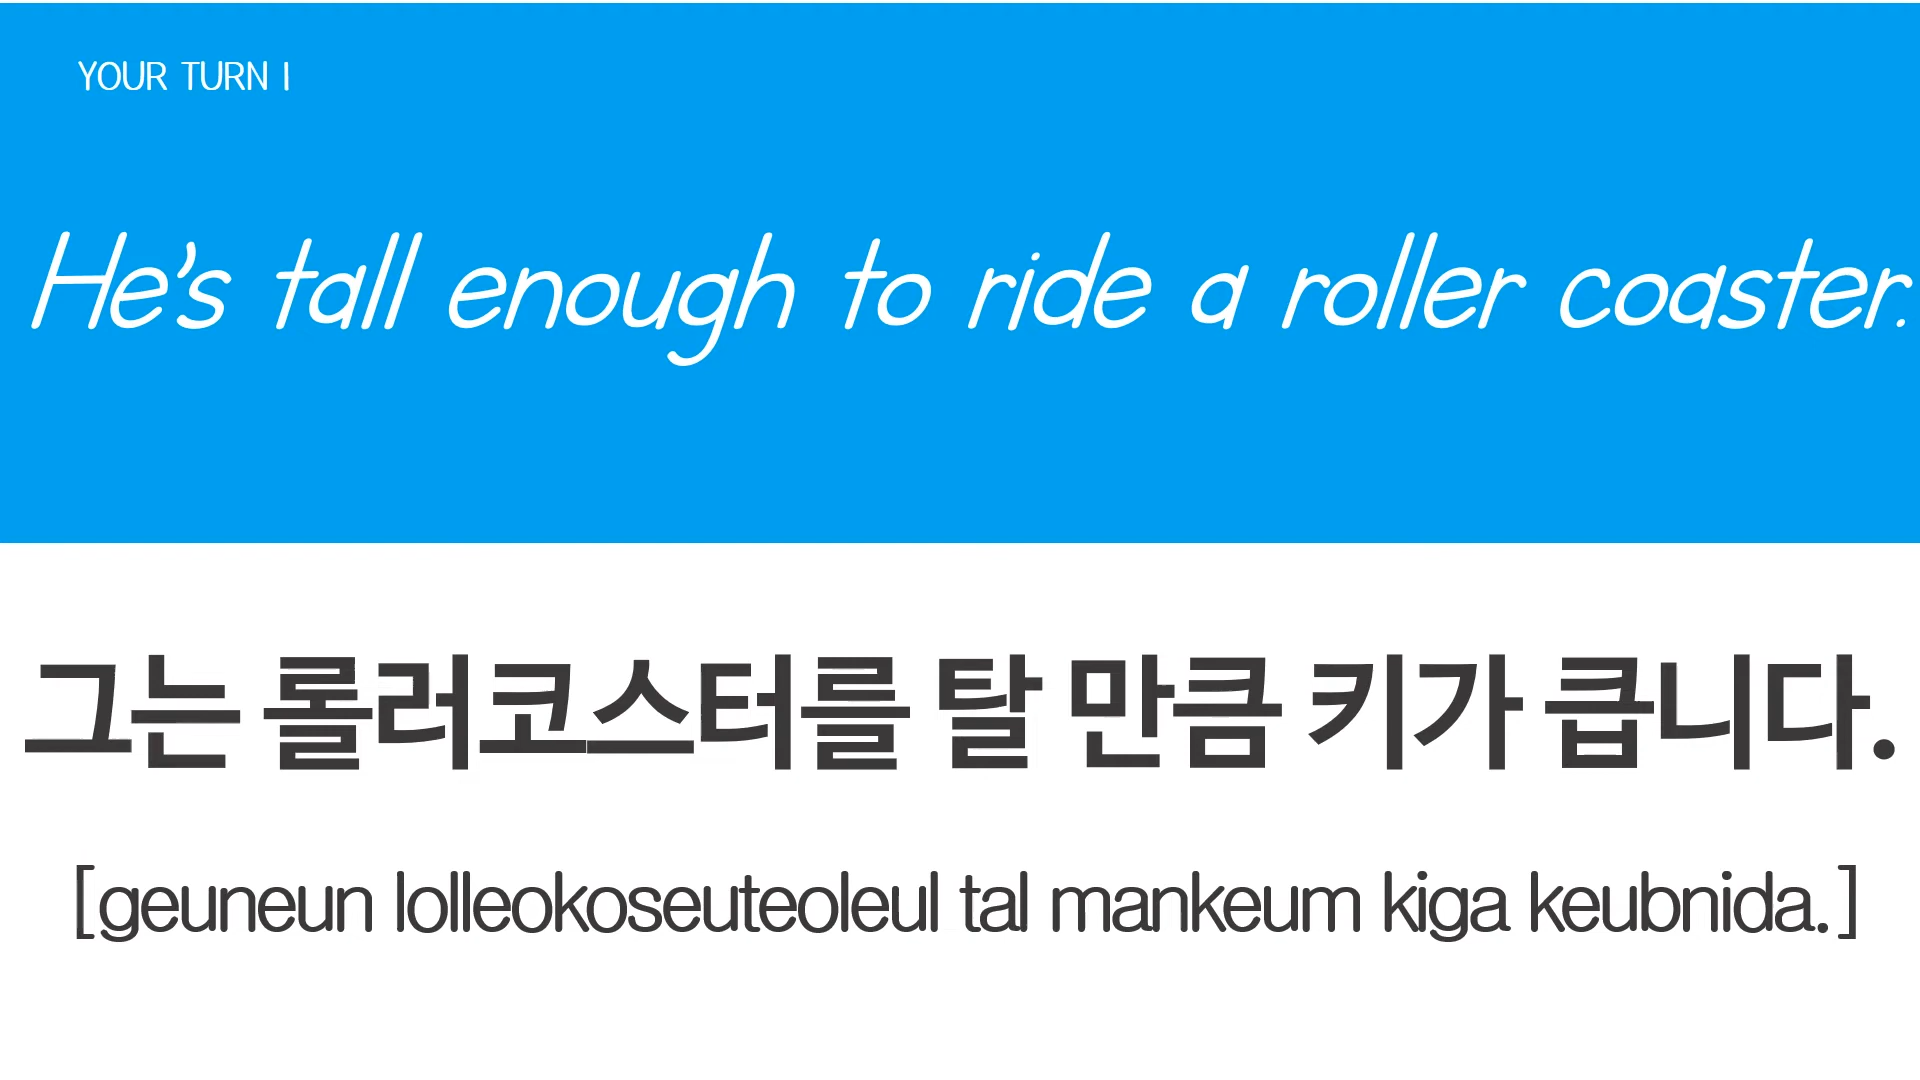 YOUR TURN I
He's tall enough to ride a roller coaster.
그는 롤러코스터를 탈 만큼 키가 큽니다.
[geuneun lolleokoseuteoleul tal mankeum kiga keubnida.]